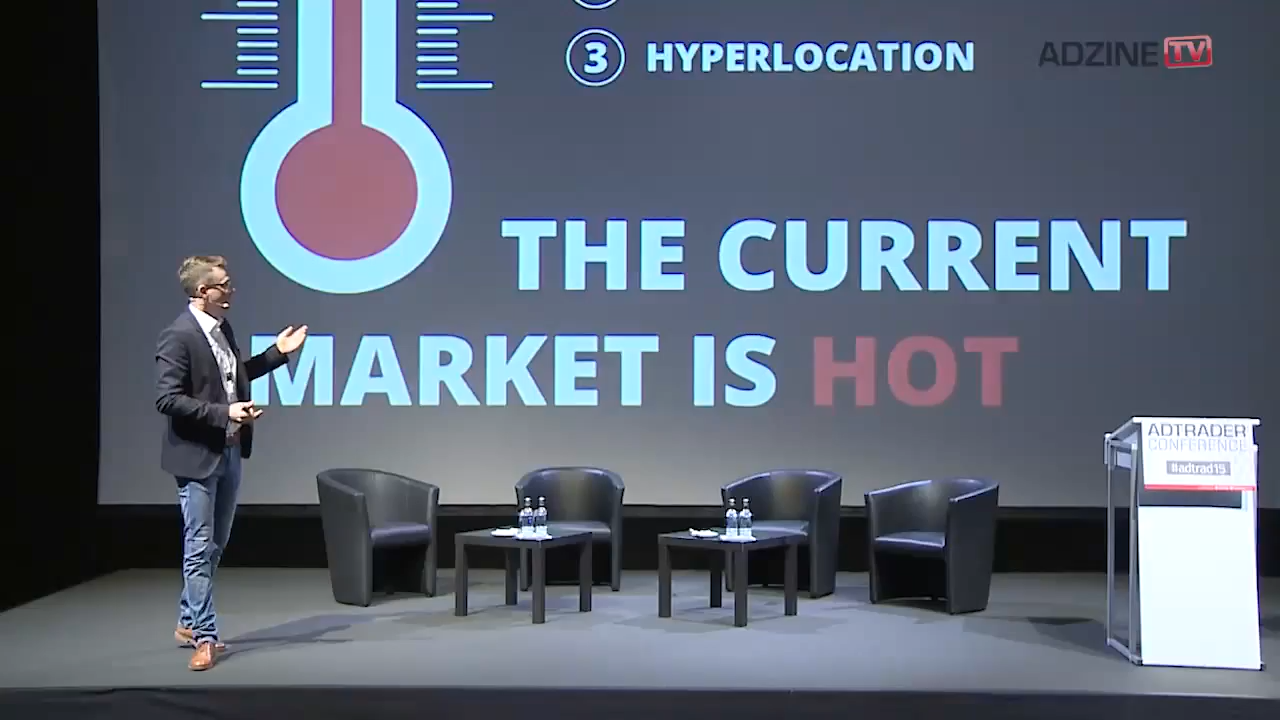 3 HYPERLOCATION
ADZINE TV
THE CURRENT
MARKET IS HOT
ADTRADER
CONFERENCE
#adtrad15